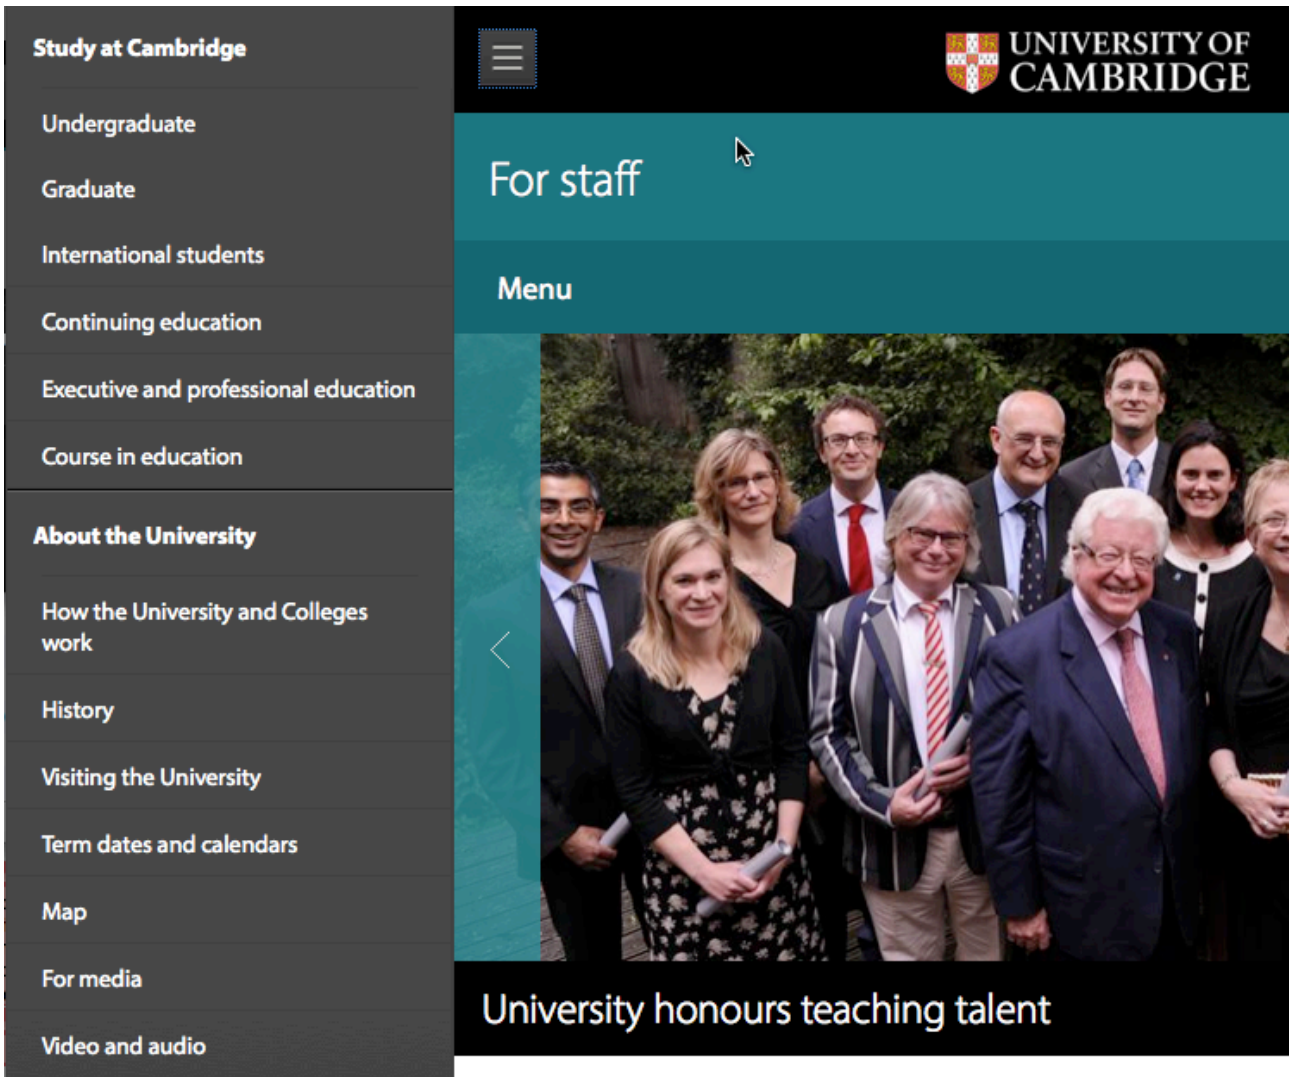 Study at Cambridge
Undergraduate
Graduate
International students
Continuing education
Executive and professional education
Course in education
About the University
How the University and Colleges
work
History
Visiting the University
Term dates and calendars
Map
For media
Video and audio
UNIVERSITY OF
CAMBRIDGE
For staff
Menu
University honours teaching talent